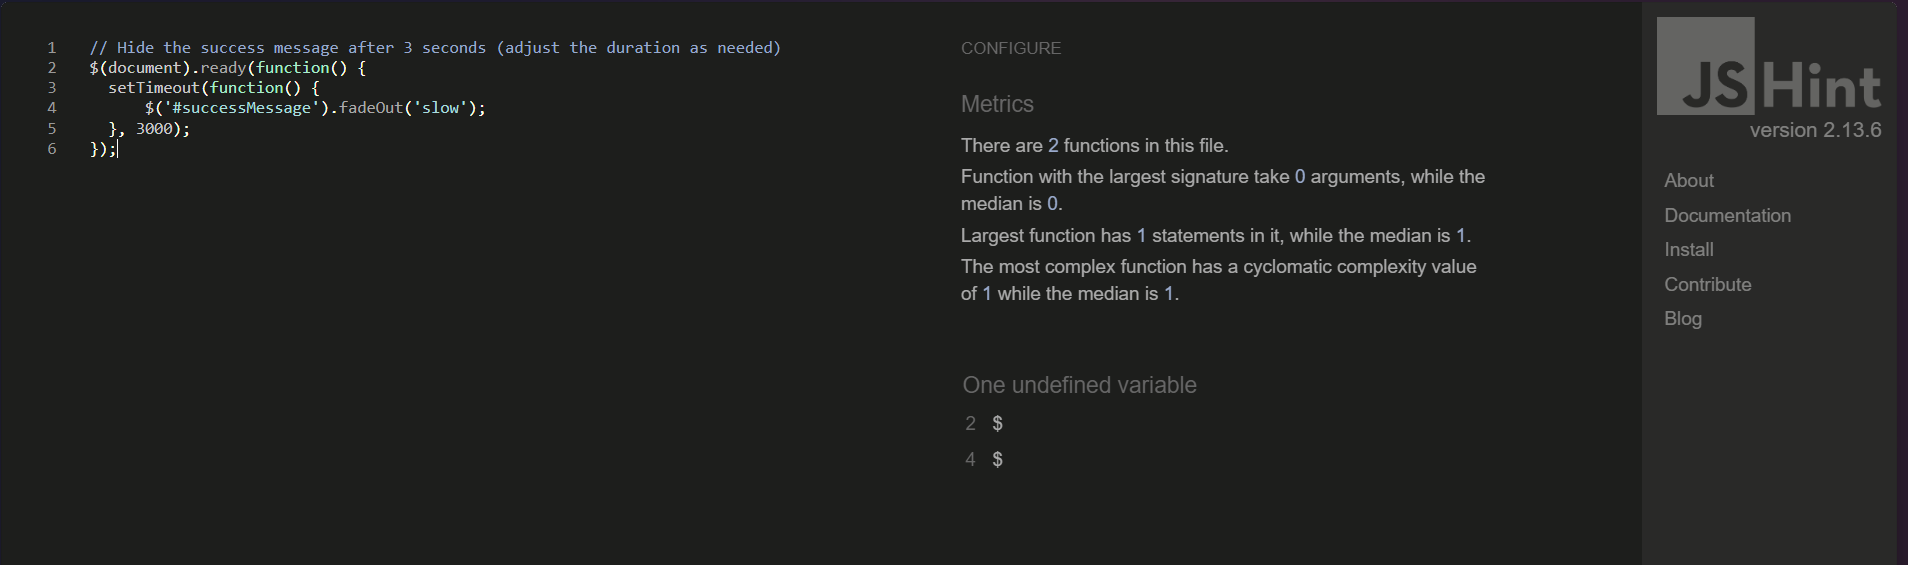 1 // Hide the success message after 3 seconds (adjust the duration as needed)
2 $(document).ready(function() {
3   setTimeout(function() {
4       $('#successMessage').fadeOut('slow');
5   }, 3000);
6 });
CONFIGURE
Metrics
There are 2 functions in this file.
Function with the largest signature take 0 arguments, while the
median is 0.
Largest function has 1 statements in it, while the median is 1.
The most complex function has a cyclomatic complexity value
of 1 while the median is 1.
One undefined variable
2 $
4 $
JSHint
version 2.13.6
About
Documentation
Install
Contribute
Blog